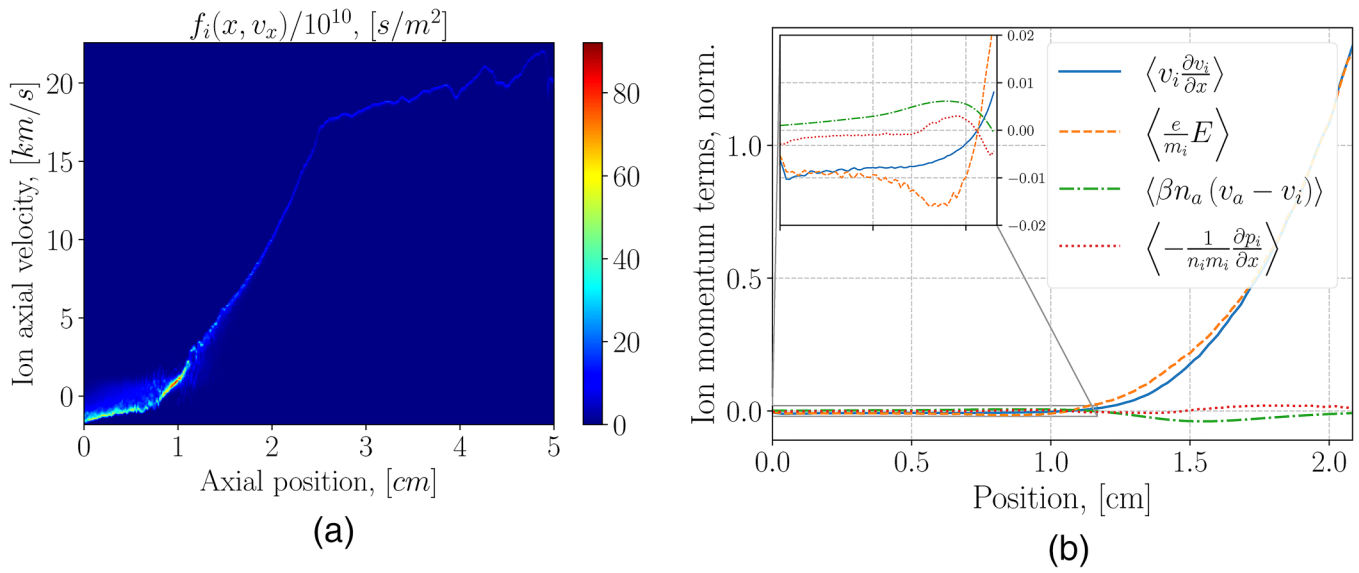 f_i(x, v_x)/10^{10}, [s/m^2]
Ion axial velocity, [km/s]
20
15
10
5
0
0 1 2 3 4 5
Axial position, [cm]
80
60
40
20
0
(a)
Ion momentum terms, norm.
1.0
0.5
0.0
0.02
0.01
0.00
−0.01
−0.02
⟨v_i ∂v_i/∂x⟩
⟨e/m_i E⟩
⟨βn_a (v_a − v_i)⟩
⟨−1/(n_i m_i) ∂p_i/∂x⟩
0.0 0.5 1.0 1.5 2.0
Position, [cm]
(b)